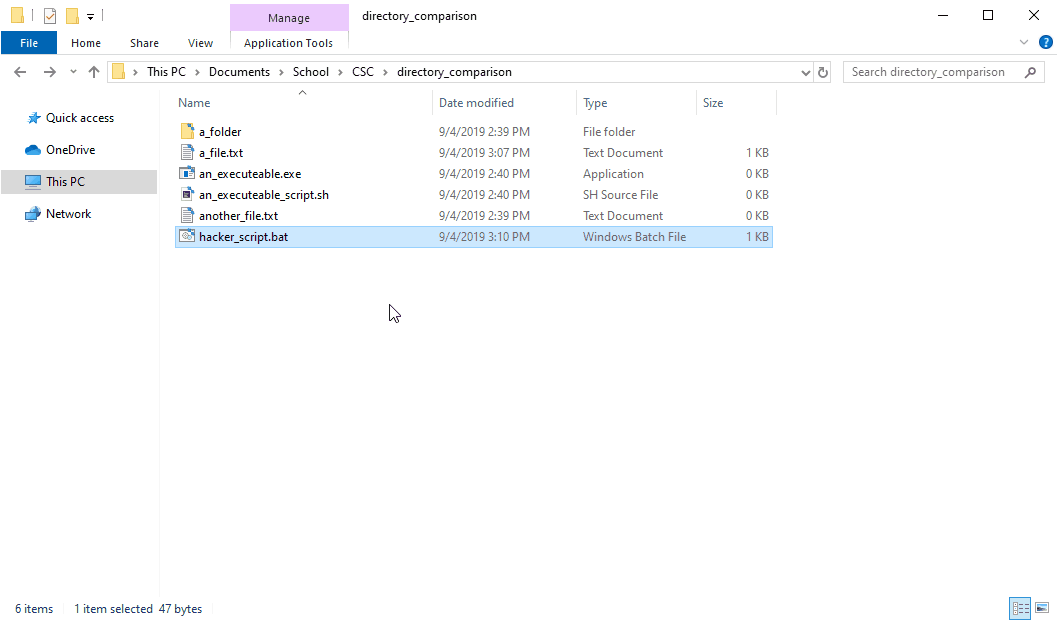 Manage
directory_comparison
File Home Share View Application Tools
This PC Documents School CSC directory_comparison
Search directory_comparison
Name Date modified Type Size
Quick access
OneDrive
This PC
Network
a_folder 9/4/2019 2:39 PM File folder
a_file.txt 9/4/2019 3:07 PM Text Document 1 KB
an_executeable.exe 9/4/2019 2:40 PM Application 0 KB
an_executeable_script.sh 9/4/2019 2:40 PM SH Source File 0 KB
another_file.txt 9/4/2019 2:39 PM Text Document 0 KB
hacker_script.bat 9/4/2019 3:10 PM Windows Batch File 1 KB
6 items 1 item selected 47 bytes